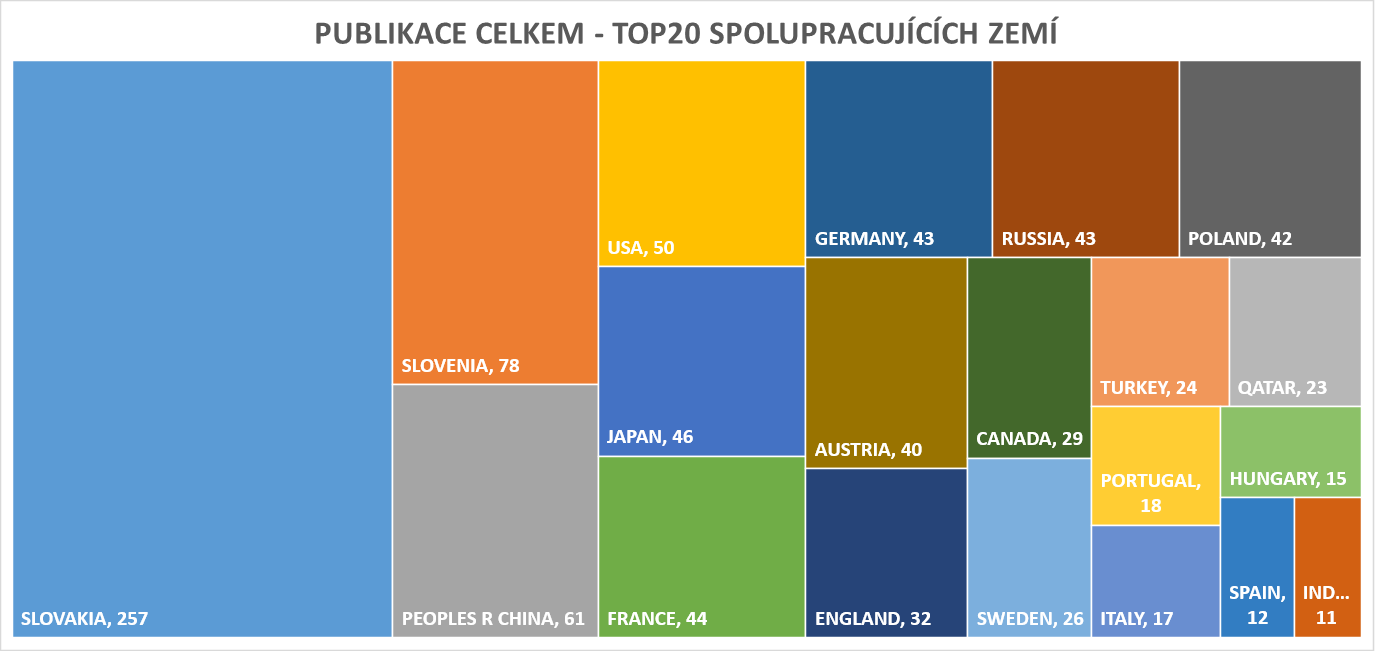 PUBLIKACE CELKEM - TOP20 SPOLUPRACUJÍCÍCH ZEMÍ
SLOVAKIA, 257
SLOVENIA, 78
PEOPLES R CHINA, 61
USA, 50
JAPAN, 46
FRANCE, 44
GERMANY, 43
RUSSIA, 43
POLAND, 42
AUSTRIA, 40
ENGLAND, 32
CANADA, 29
SWEDEN, 26
TURKEY, 24
QATAR, 23
PORTUGAL,
18
ITALY, 17
HUNGARY, 15
SPAIN,
12
IND...
11